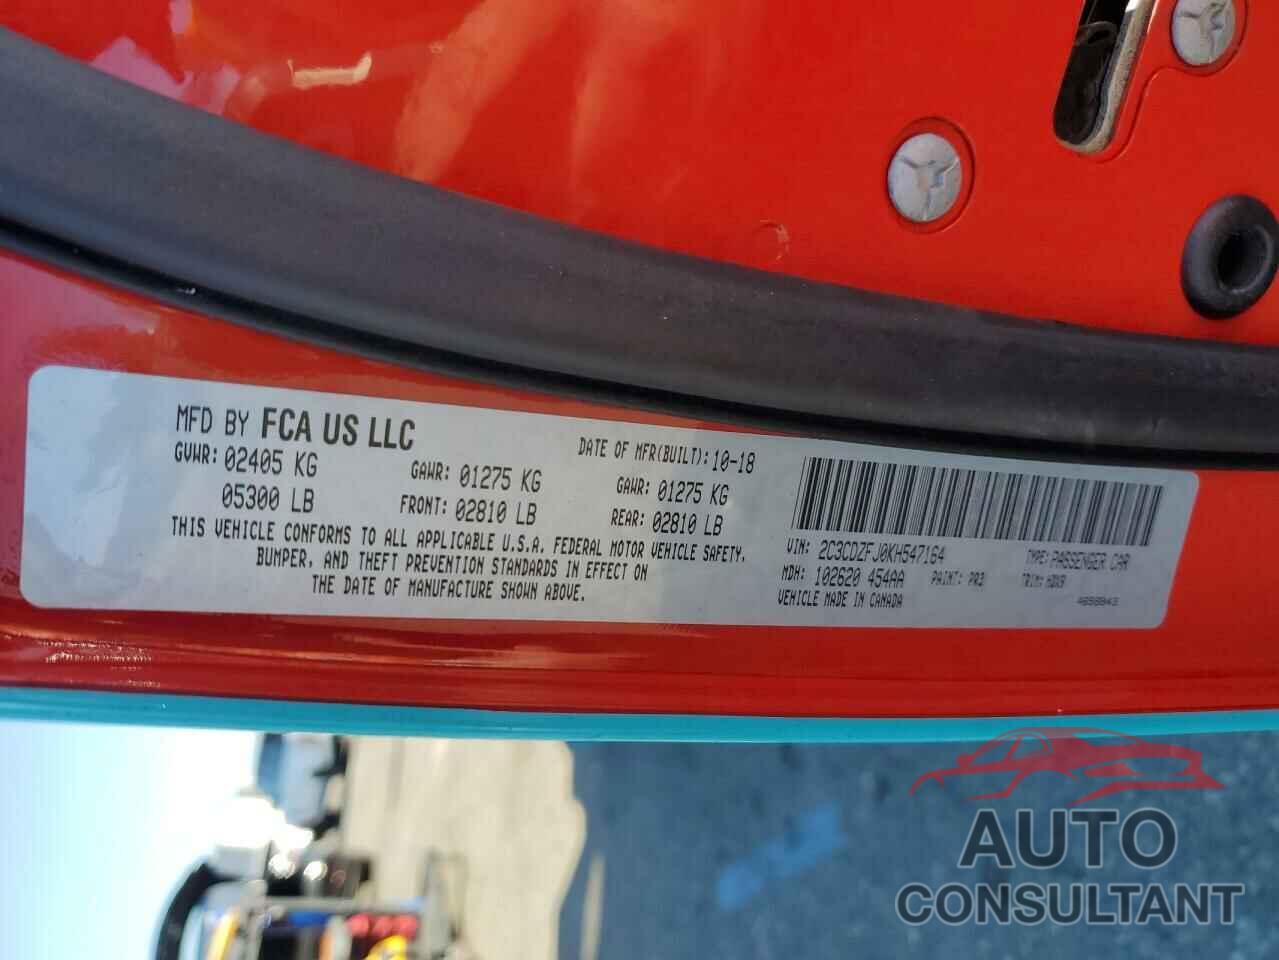 MFD BY FCA US LLC
DATE OF MFR(BUILT): 10-18
GVWR: 02405 KG
05300 LB
GAWR: 01275 KG
FRONT: 02810 LB
GAWR: 01275 KG
REAR: 02810 LB
THIS VEHICLE CONFORMS TO ALL APPLICABLE U.S.A. FEDERAL MOTOR VEHICLE SAFETY,
BUMPER, AND THEFT PREVENTION STANDARDS IN EFFECT ON
THE DATE OF MANUFACTURE SHOWN ABOVE.
VIN: 2C3CDZFJ0KH547164
TYPE: PASSENGER CAR
MDH: 102620 454AA
PAINT: PR3
TRIM: HDX9
VEHICLE MADE IN CANADA
AUTO
CONSULTANT